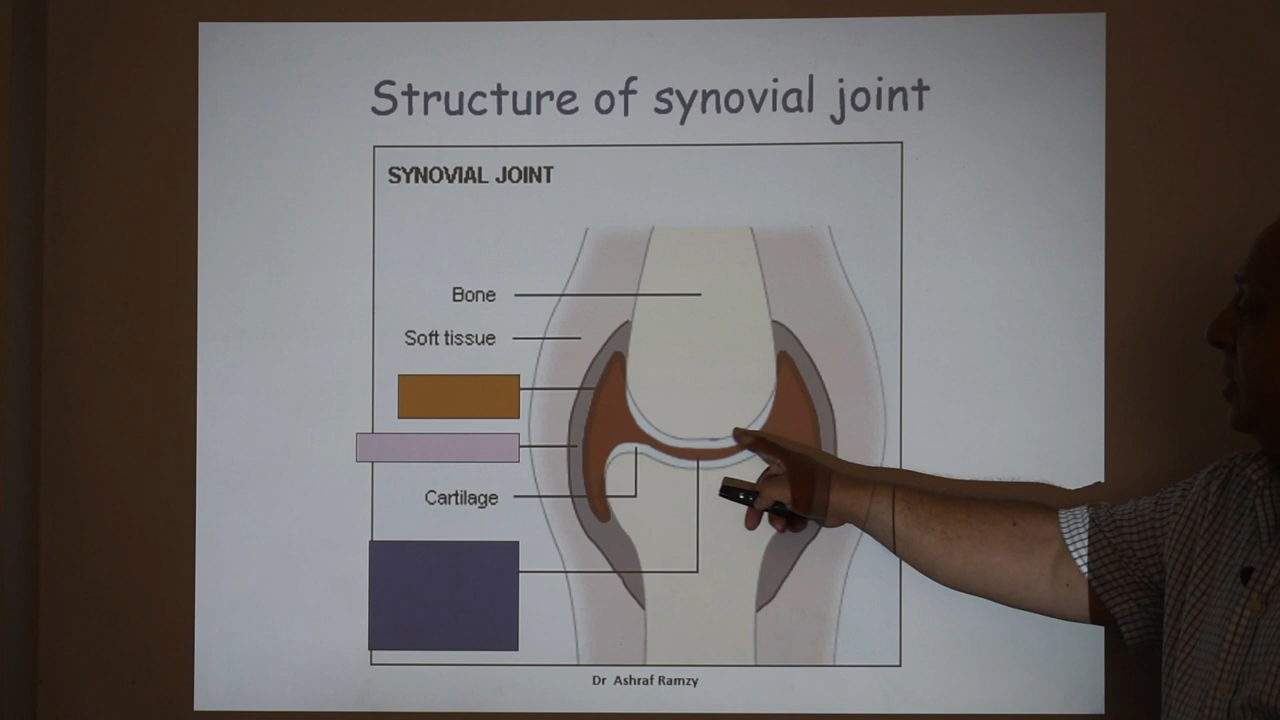 Structure of synovial joint
SYNOVIAL JOINT
Bone
Soft tissue
Cartilage
Dr Ashraf Ramzy